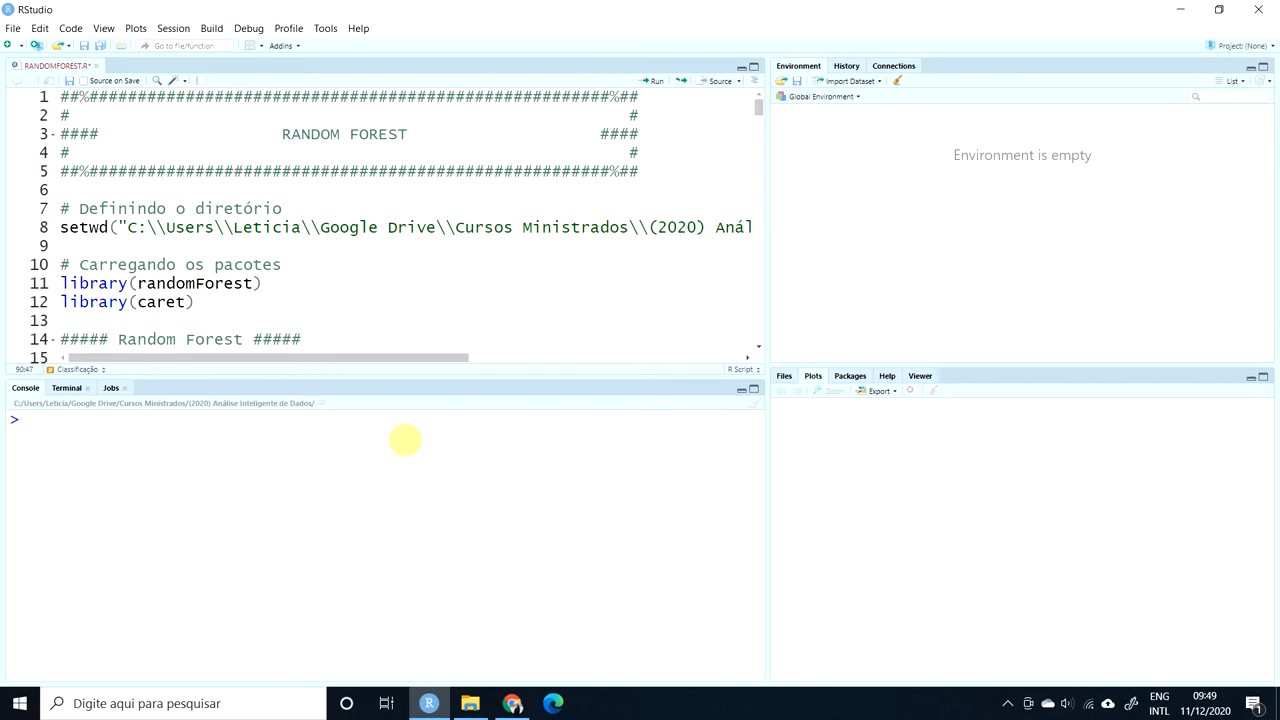 RStudio
File Edit Code View Plots Session Build Debug Profile Tools Help
Go to file/function Addins Project: (None)
RANDOMFOREST.R*
Source on Save Run Source
1 ##%######################################################%##
2 # #
3 #### RANDOM FOREST ####
4 # #
5 ##%######################################################%##
6
7 # Definindo o diretório
8 setwd("C:\\Users\\Leticia\\Google Drive\\Cursos Ministrados\\(2020) Anál
9
10 # Carregando os pacotes
11 library(randomForest)
12 library(caret)
13
14 ##### Random Forest #####
15
90:47 Classificação R Script
Console Terminal Jobs
C:/Users/Leticia/Google Drive/Cursos Ministrados/(2020) Análise Inteligente de Dados/
>
Environment History Connections
Import Dataset List
Global Environment
Environment is empty
Files Plots Packages Help Viewer
Zoom Export
Digite aqui para pesquisar
ENG
INTL
09:49
11/12/2020
1